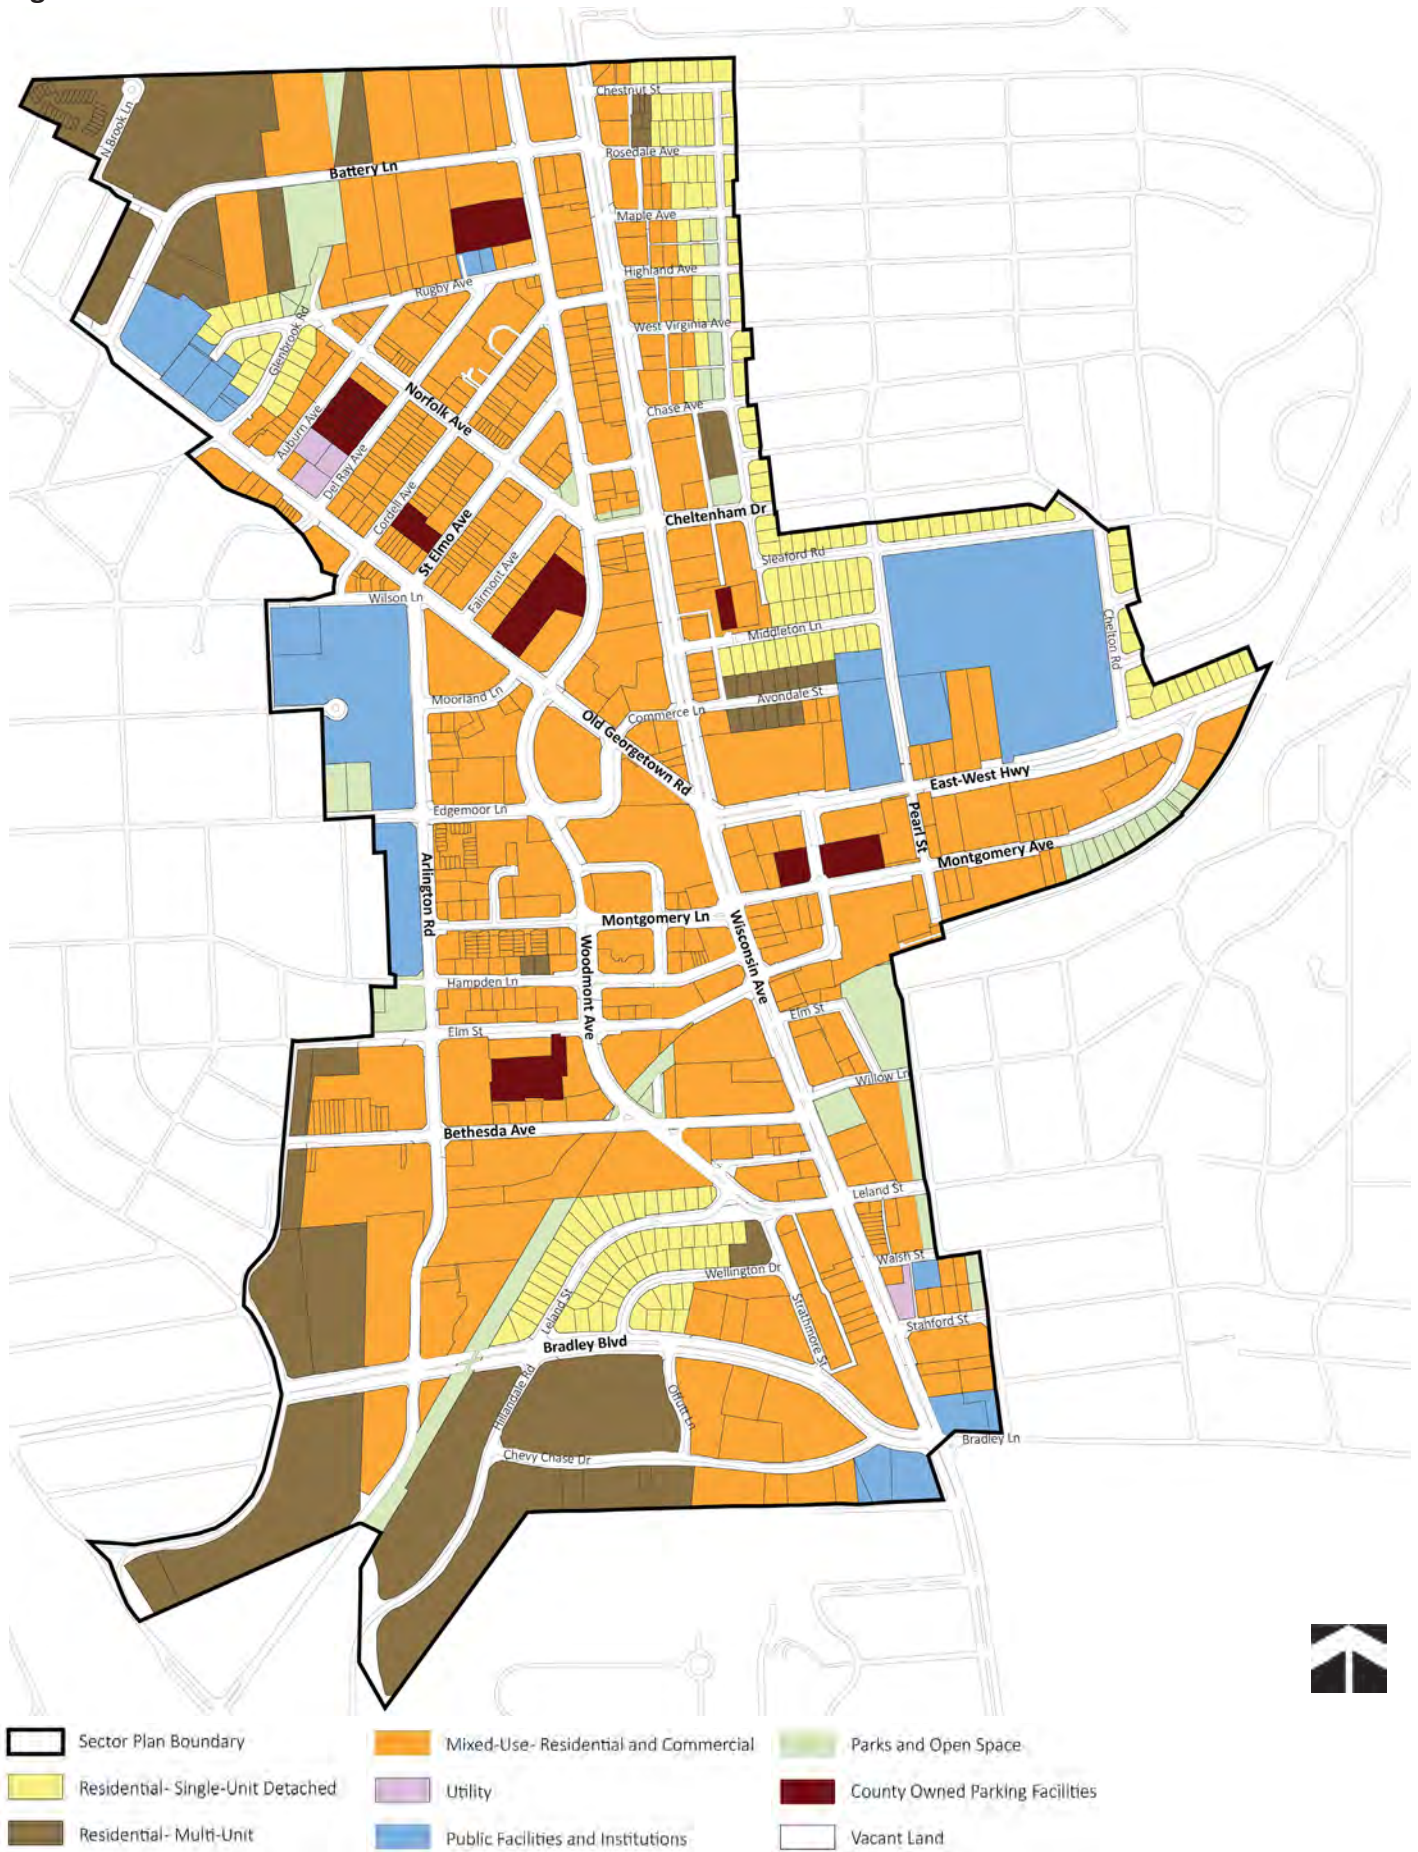 g
Chestnut St
N Brook Ln
Rosedale Ave
Battery Ln
Maple Ave
Highland Ave
Rugby Ave
West Virginia Ave
Glenbrook Rd
Norfolk Ave
Chase Ave
Auburn Ave
Del Ray Ave
Cordell Ave
St Elmo Ave
Cheltenham Dr
Sleaford Rd
Fairmont Ave
Wilson Ln
Middleton Ln
Chelton Rd
Moorland Ln
Avondale St
Commerce Ln
Old Georgetown Rd
East-West Hwy
Edgemoor Ln
Pearl St
Arlington Rd
Montgomery Ave
Montgomery Ln
Wisconsin Ave
Woodmont Ave
Hampden Ln
Elm St
Elm St
Willow Ln
Bethesda Ave
Leland St
Walsh St
Wellington Dr
Strathmore St
Leland St
Stanford St
Bradley Blvd
Hillandale Rd
Offutt Ln
Bradley Ln
Chevy Chase Dr
Sector Plan Boundary
Residential- Single-Unit Detached
Residential- Multi-Unit
Mixed-Use- Residential and Commercial
Utility
Public Facilities and Institutions
Parks and Open Space
County Owned Parking Facilities
Vacant Land